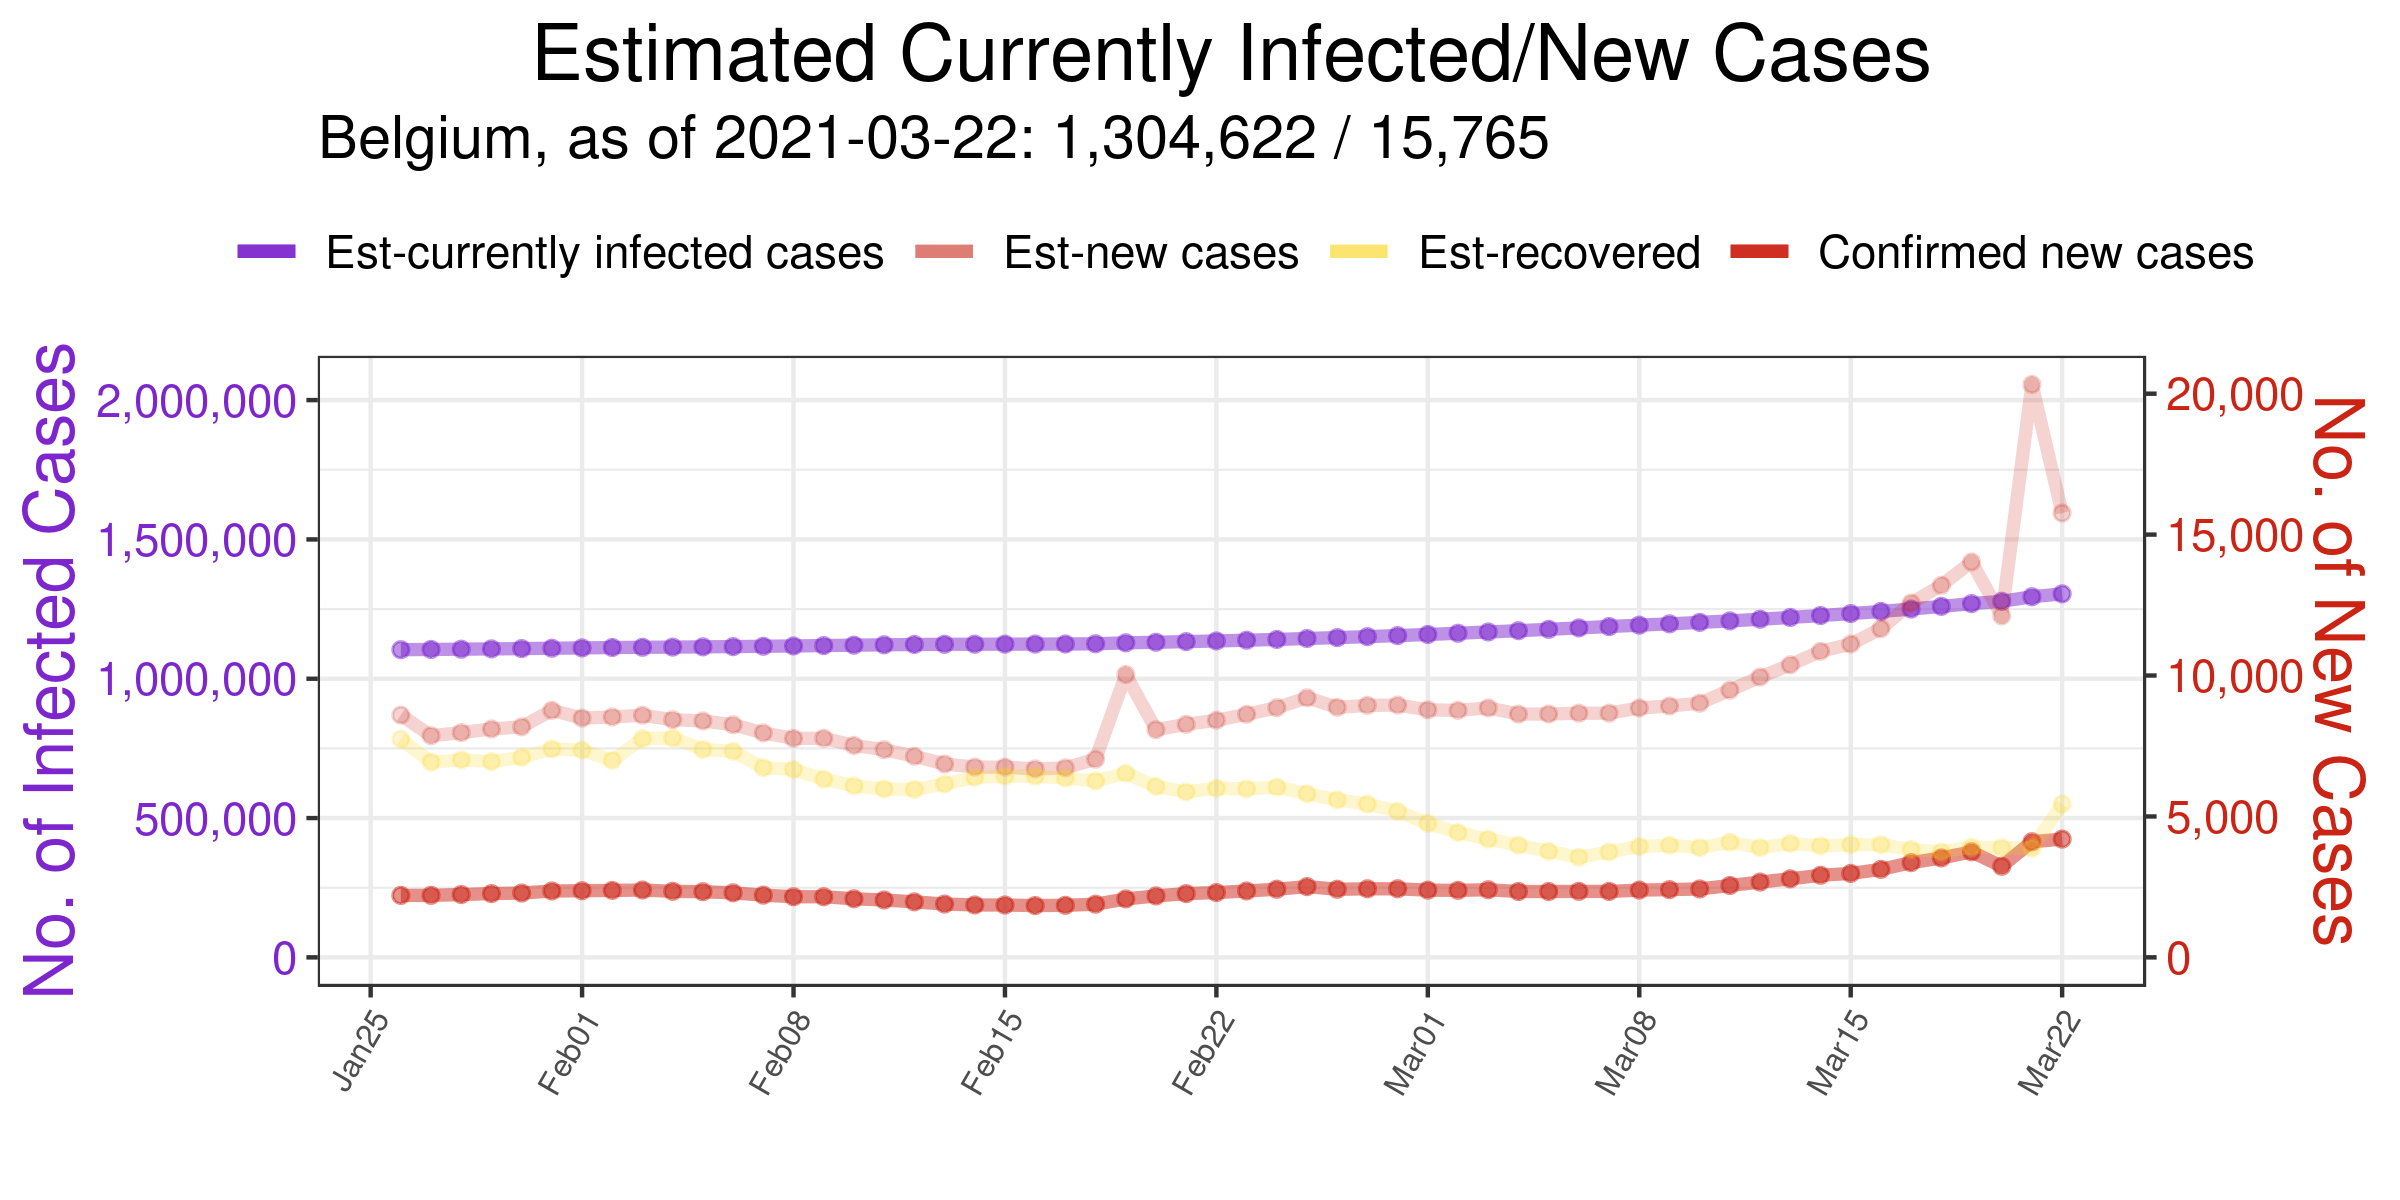 Estimated Currently Infected/New Cases
Belgium, as of 2021-03-22: 1,304,622 / 15,765
Est-currently infected cases Est-new cases Est-recovered Confirmed new cases
No. of Infected Cases
2,000,000
1,500,000
1,000,000
500,000
0
20,000
15,000
10,000
5,000
0
No. of New Cases
Jan25 Feb01 Feb08 Feb15 Feb22 Mar01 Mar08 Mar15 Mar22